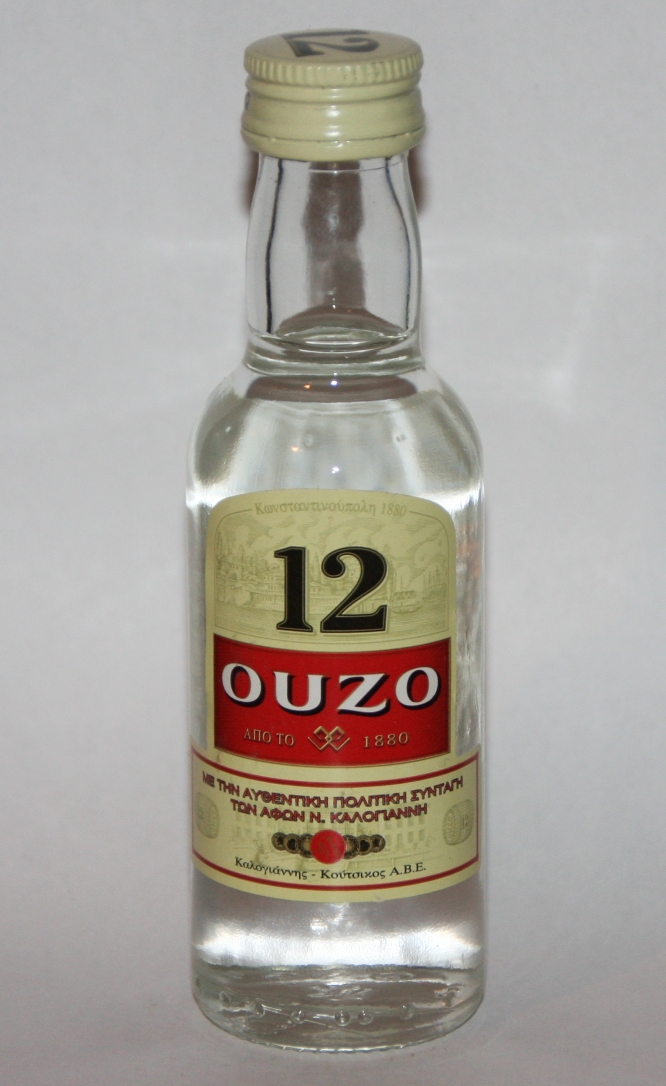 12
Κωνσταντινούπολη 1880
12
OUZO
ΑΠΟ ΤΟ 1880
ΜΕ ΤΗΝ ΑΥΘΕΝΤΙΚΗ ΠΟΛΙΤΙΚΗ ΣΥΝΤΑΓΗ
ΤΩΝ ΑΦΩΝ Ν. ΚΑΛΟΓΙΑΝΝΗ
Καλογιάννης - Κούτσικος Α.Β.Ε.